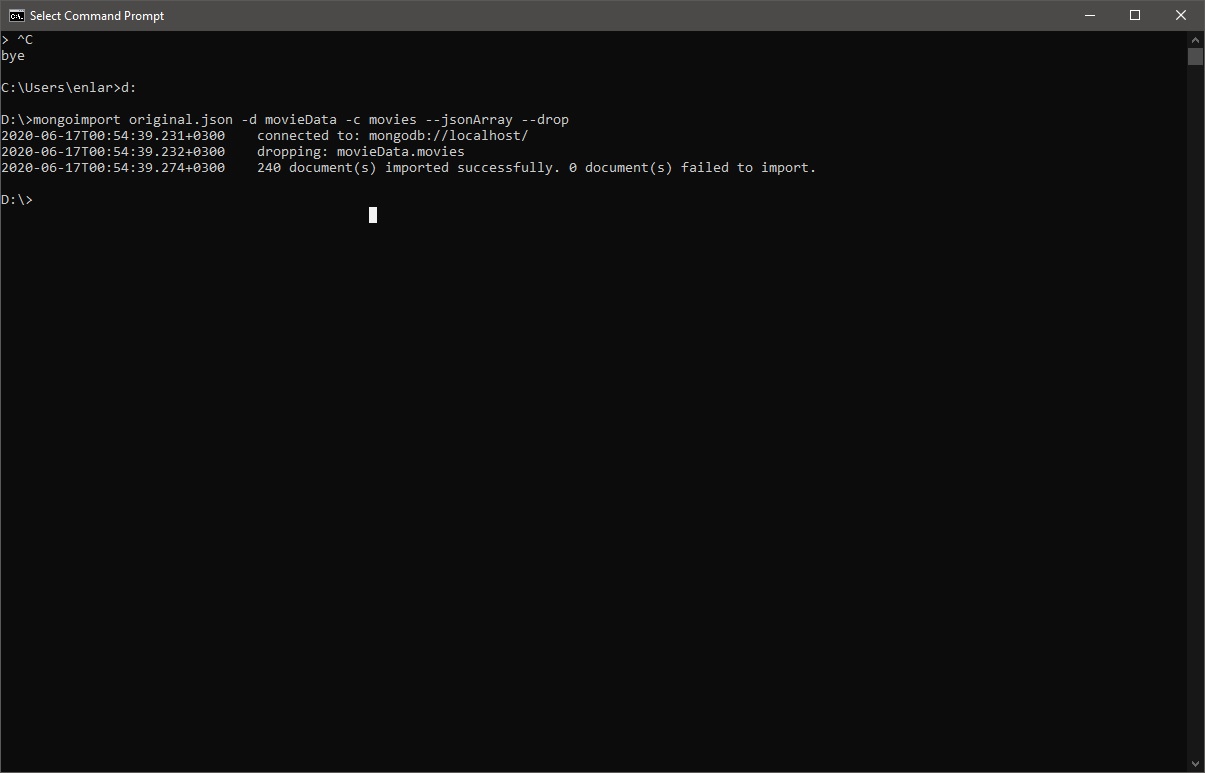 Select Command Prompt
> ^C
bye
C:\Users\enlar>d:
D:\>mongoimport original.json -d movieData -c movies --jsonArray --drop
2020-06-17T00:54:39.231+0300    connected to: mongodb://localhost/
2020-06-17T00:54:39.232+0300    dropping: movieData.movies
2020-06-17T00:54:39.274+0300    240 document(s) imported successfully. 0 document(s) failed to import.
D:\>